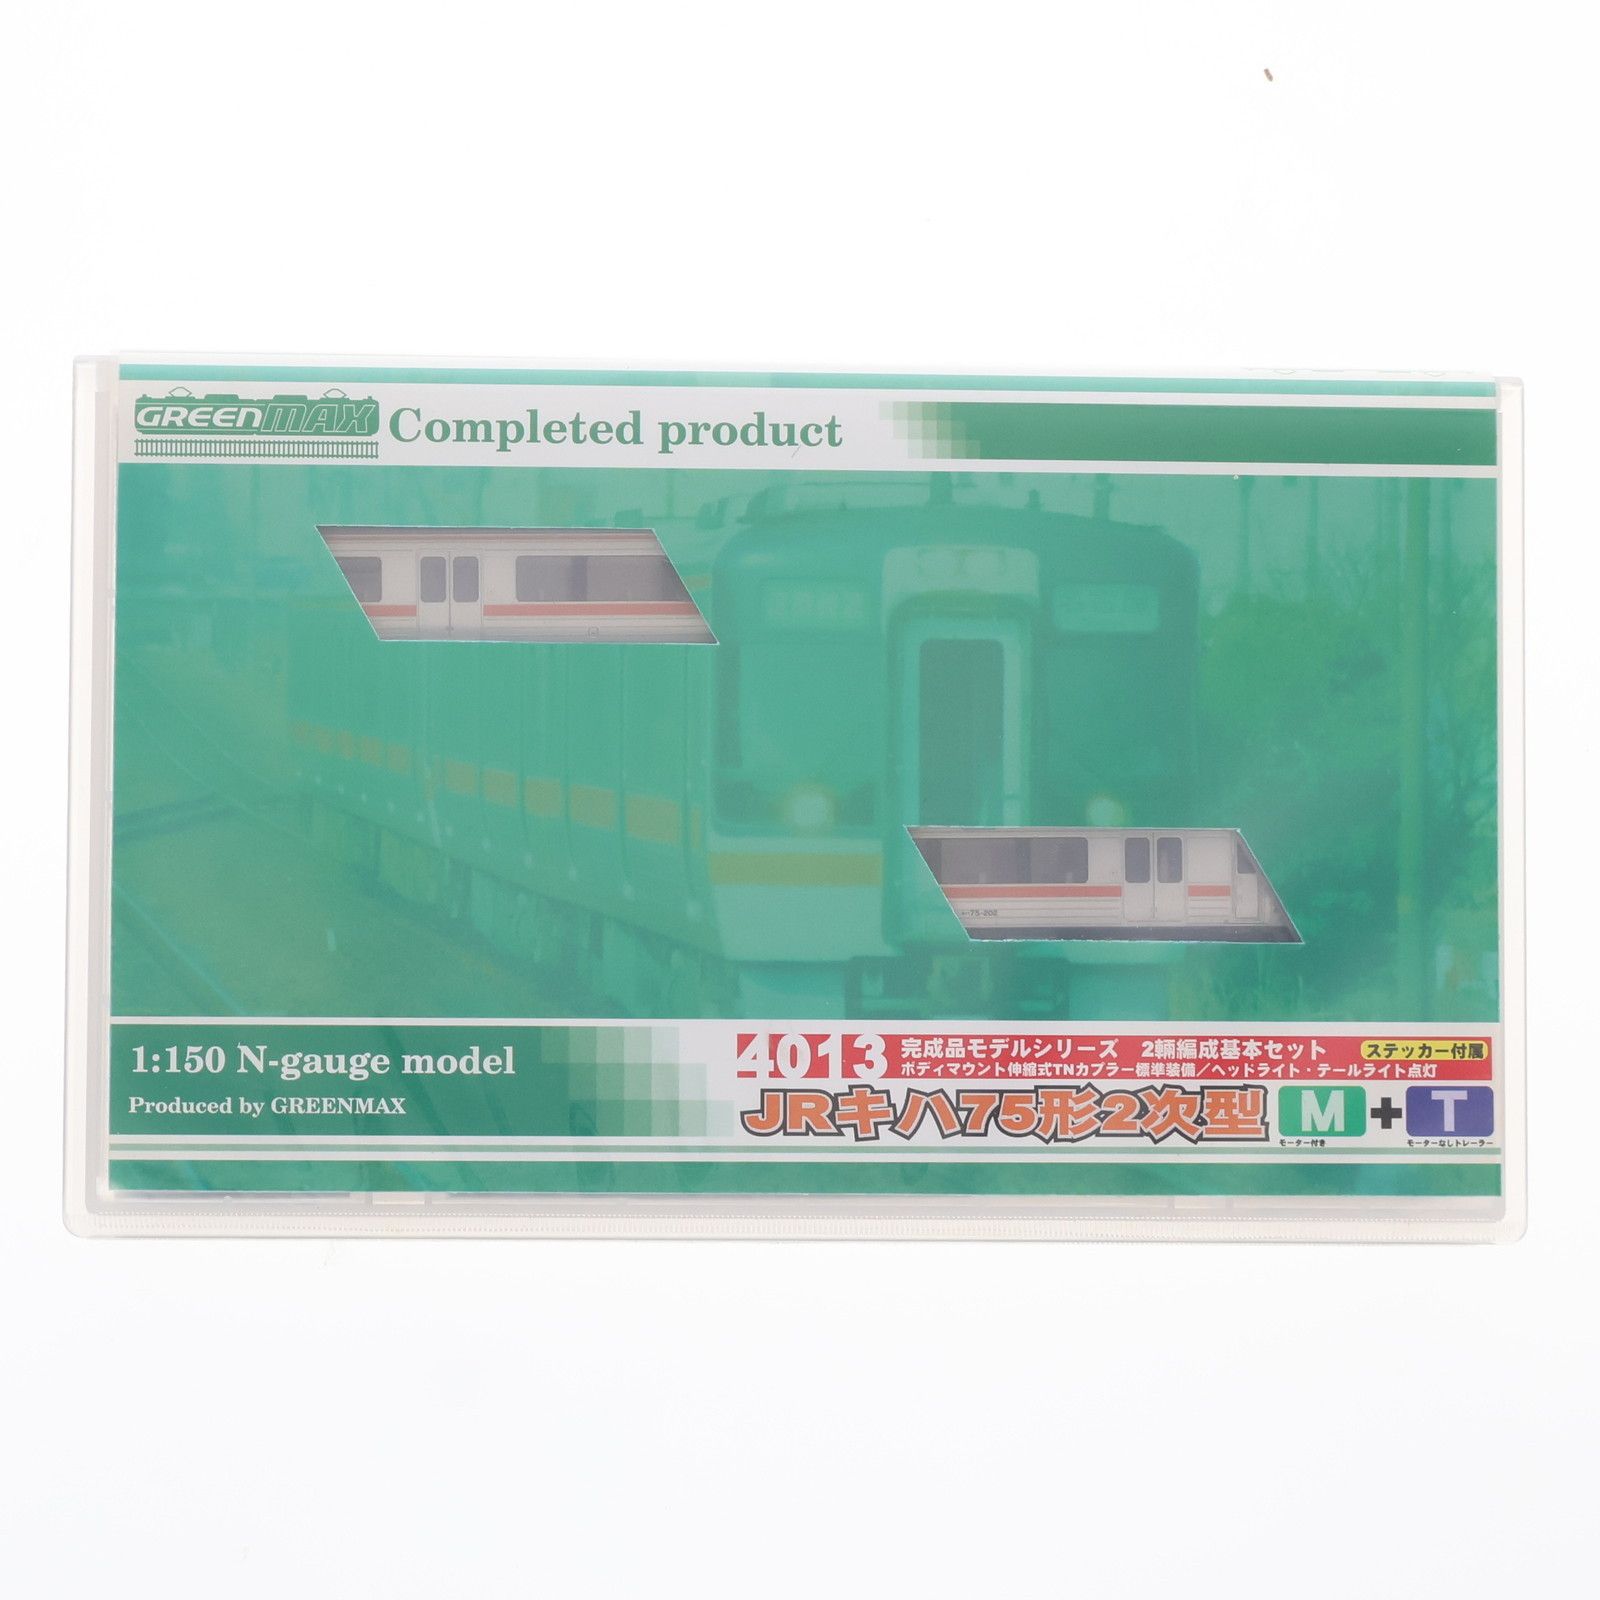 GREENMAX Completed product
キハ75-202
1:150 N-gauge model
Produced by GREENMAX
4013 完成品モデルシリーズ 2輌編成基本セット ステッカー付属
ボディマウント伸縮式TNカプラー標準装備/ヘッドライト・テールライト点灯
JRキハ75形2次型 M+T
モーター付き モーターなしトレーラー